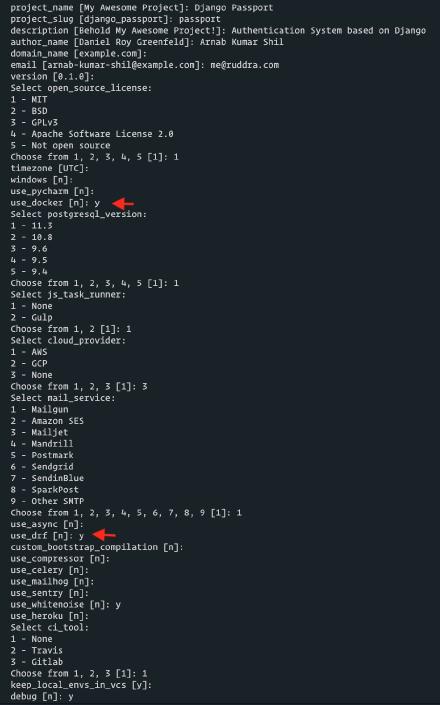 project_name [My Awesome Project]: Django Passport
project_slug [django_passport]: passport
description [Behold My Awesome Project!]: Authentication System based on Django
author_name [Daniel Roy Greenfeld]: Arnab Kumar Shil
domain_name [example.com]:
email [arnab-kumar-shil@example.com]: me@ruddra.com
version [0.1.0]:
Select open_source_license:
1 - MIT
2 - BSD
3 - GPLv3
4 - Apache Software License 2.0
5 - Not open source
Choose from 1, 2, 3, 4, 5 [1]: 1
timezone [UTC]:
windows [n]:
use_pycharm [n]:
use_docker [n]: y
Select postgresql_version:
1 - 11.3
2 - 10.8
3 - 9.6
4 - 9.5
5 - 9.4
Choose from 1, 2, 3, 4, 5 [1]: 1
Select js_task_runner:
1 - None
2 - Gulp
Choose from 1, 2 [1]: 1
Select cloud_provider:
1 - AWS
2 - GCP
3 - None
Choose from 1, 2, 3 [1]: 3
Select mail_service:
1 - Mailgun
2 - Amazon SES
3 - Mailjet
4 - Mandrill
5 - Postmark
6 - Sendgrid
7 - SendinBlue
8 - SparkPost
9 - Other SMTP
Choose from 1, 2, 3, 4, 5, 6, 7, 8, 9 [1]: 1
use_async [n]:
use_drf [n]: y
custom_bootstrap_compilation [n]:
use_compressor [n]:
use_celery [n]:
use_mailhog [n]:
use_sentry [n]:
use_whitenoise [n]: y
use_heroku [n]:
Select ci_tool:
1 - None
2 - Travis
3 - Gitlab
Choose from 1, 2, 3 [1]: 1
keep_local_envs_in_vcs [y]:
debug [n]: y